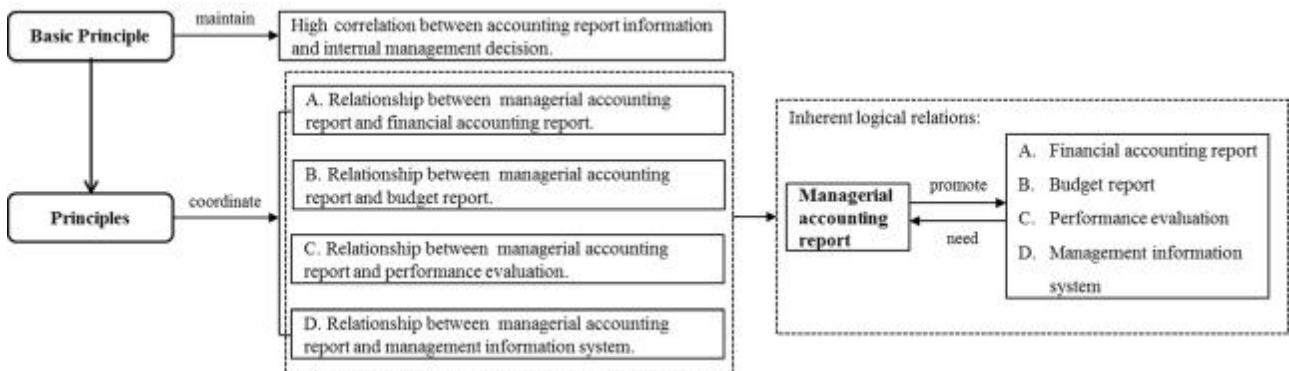 Basic Principle
maintain
High correlation between accounting report information
and internal management decision.
A. Relationship between managerial accounting
report and financial accounting report.
B. Relationship between managerial accounting
report and budget report.
Principles
coordinate
C. Relationship between managerial accounting
report and performance evaluation.
D. Relationship between managerial accounting
report and management information system.
Inherent logical relations:
Managerial
accounting
report
promote
need
A. Financial accounting report
B. Budget report
C. Performance evaluation
D. Management information
system